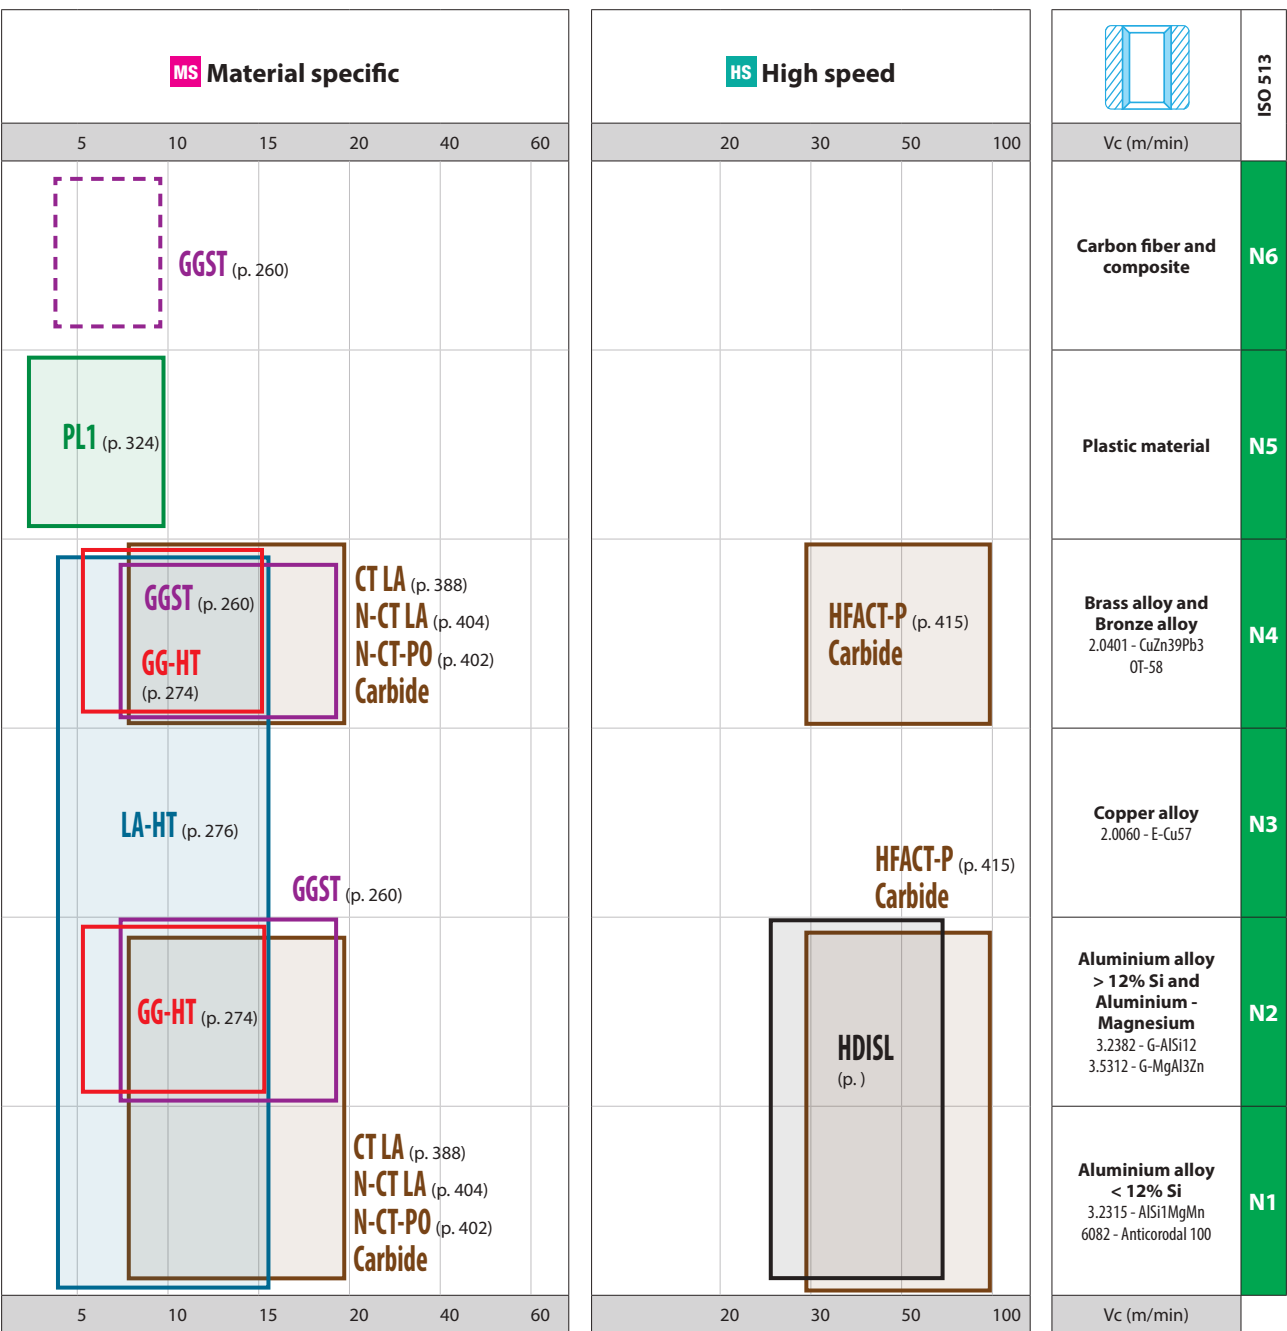 MS Material specific
HS High speed
ISO 513
5 10 15 20 40 60
20 30 50 100
Vc (m/min)
GGST (p. 260)
Carbon fiber and
composite
N6
PL1 (p. 324)
Plastic material
N5
CT LA (p. 388)
N-CT LA (p. 404)
N-CT-PO (p. 402)
Carbide
GGST (p. 260)
GG-HT
(p. 274)
HFACT-P (p. 415)
Carbide
Brass alloy and
Bronze alloy
2.0401 - CuZn39Pb3
OT-58
N4
LA-HT (p. 276)
GGST (p. 260)
HFACT-P (p. 415)
Carbide
Copper alloy
2.0060 - E-Cu57
N3
GG-HT (p. 274)
HDISL
(p. )
Aluminium alloy
> 12% Si and
Aluminium -
Magnesium
3.2382 - G-AlSi12
3.5312 - G-MgAl3Zn
N2
CT LA (p. 388)
N-CT LA (p. 404)
N-CT-PO (p. 402)
Carbide
Aluminium alloy
< 12% Si
3.2315 - AlSi1MgMn
6082 - Anticorodal 100
N1
5 10 15 20 40 60
20 30 50 100
Vc (m/min)